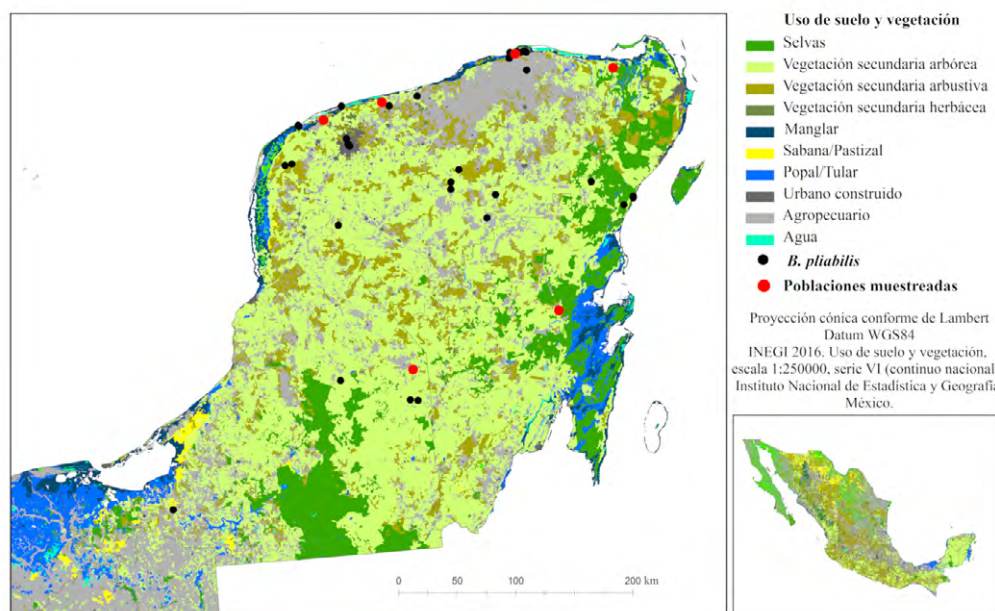 Uso de suelo y vegetación
Selvas
Vegetación secundaria arbórea
Vegetación secundaria arbustiva
Vegetación secundaria herbácea
Manglar
Sabana/Pastizal
Popal/Tular
Urbano construido
Agropecuario
Agua
B. pliabilis
Poblaciones muestreadas
Proyección cónica conforme de Lambert
Datum WGS84
INEGI 2016. Uso de suelo y vegetación,
escala 1:250000, serie VI (continuo nacional
Instituto Nacional de Estadística y Geografía
México.
0 50 100 200 km